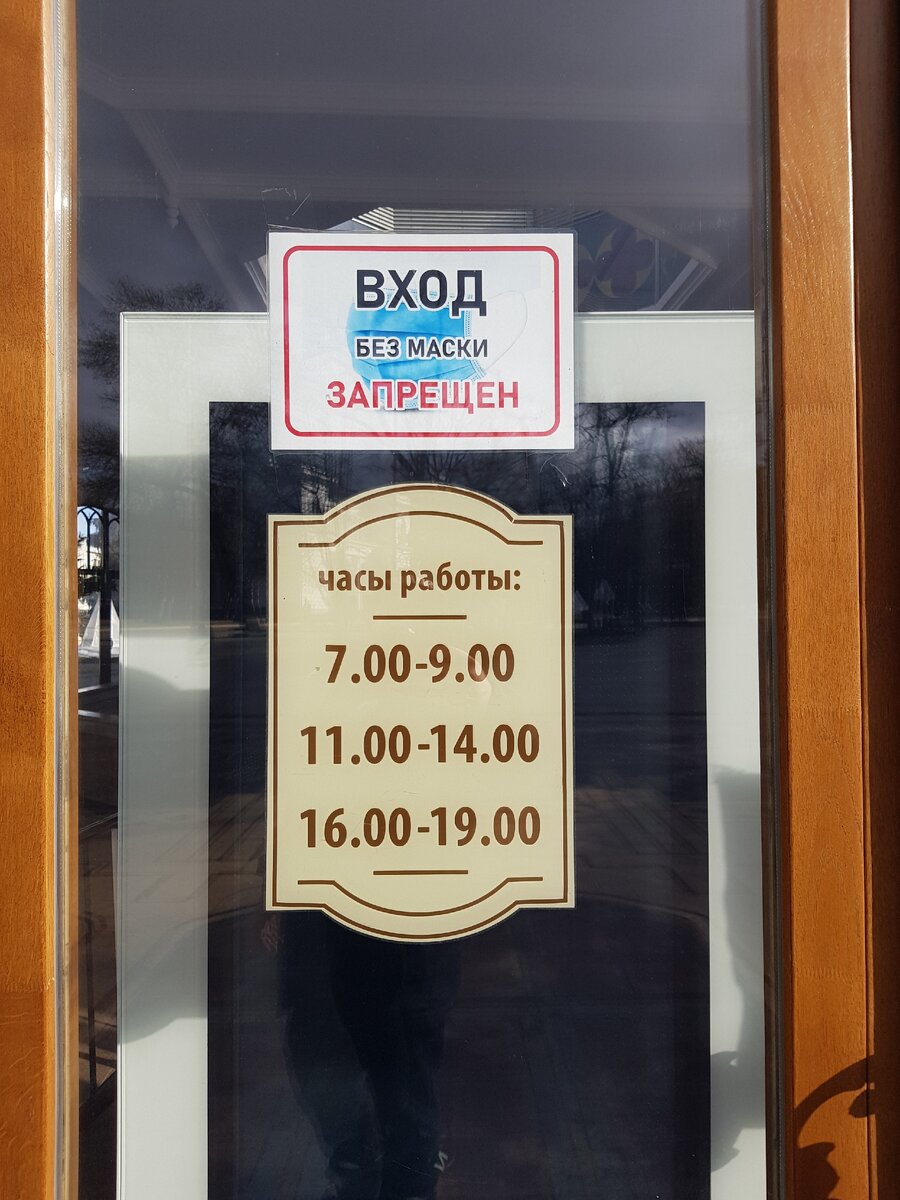 ВХОД
БЕЗ МАСКИ
ЗАПРЕЩЕН
часы работы:
7.00-9.00
11.00-14.00
16.00-19.00